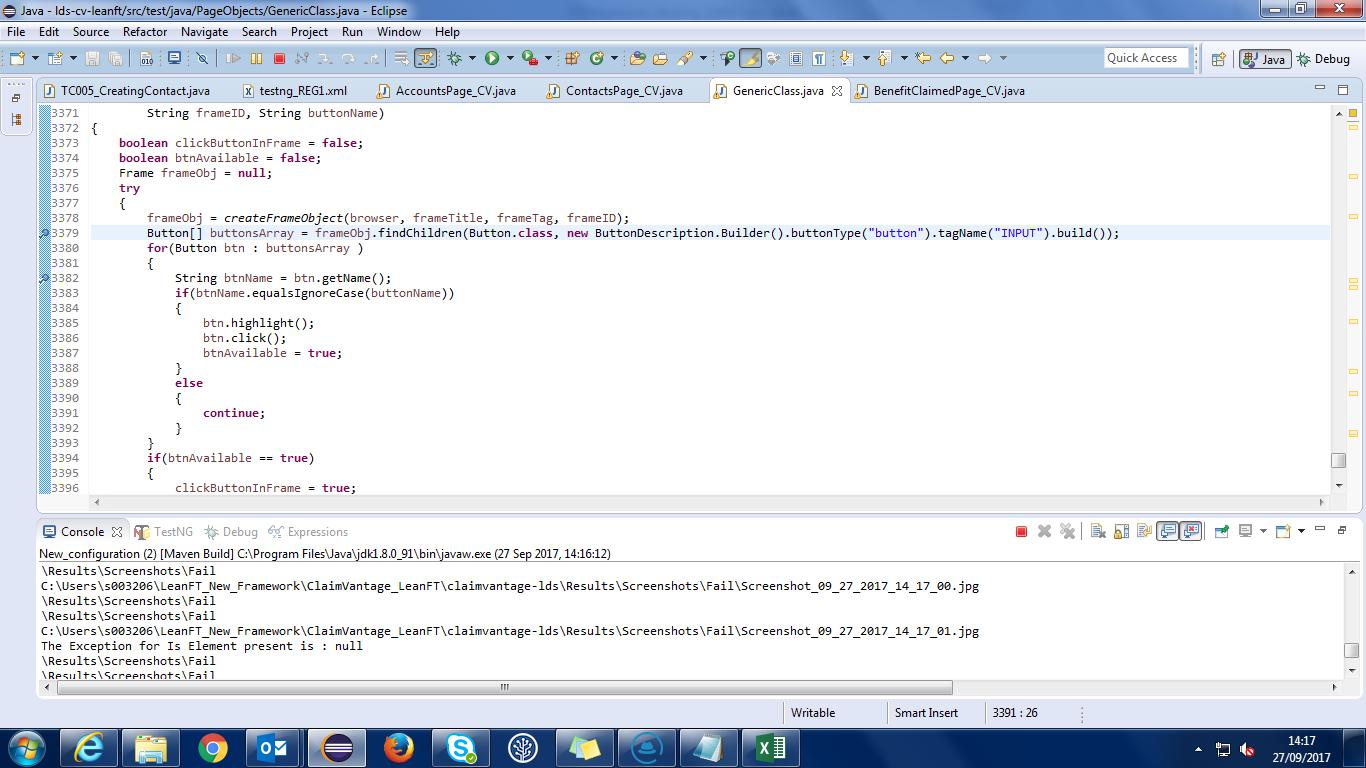 Java - lds-cv-leanft/src/test/java/PageObjects/GenericClass.java - Eclipse
File Edit Source Refactor Navigate Search Project Run Window Help
Quick Access Java Debug
TC005_CreatingContact.java testng_REG1.xml AccountsPage_CV.java ContactsPage_CV.java GenericClass.java BenefitClaimedPage_CV.java
3371 String frameID, String buttonName)
3372 {
3373 boolean clickButtonInFrame = false;
3374 boolean btnAvailable = false;
3375 Frame frameObj = null;
3376 try
3377 {
3378 frameObj = createFrameObject(browser, frameTitle, frameTag, frameID);
3379 Button[] buttonsArray = frameObj.findChildren(Button.class, new ButtonDescription.Builder().buttonType("button").tagName("INPUT").build());
3380 for(Button btn : buttonsArray )
3381 {
3382 String btnName = btn.getName();
3383 if(btnName.equalsIgnoreCase(buttonName))
3384 {
3385 btn.highlight();
3386 btn.click();
3387 btnAvailable = true;
3388 }
3389 else
3390 {
3391 continue;
3392 }
3393 }
3394 if(btnAvailable == true)
3395 {
3396 clickButtonInFrame = true;
Console TestNG Debug Expressions
New_configuration (2) [Maven Build] C:\Program Files\Java\jdk1.8.0_91\bin\javaw.exe (27 Sep 2017, 14:16:12)
\Results\Screenshots\Fail
C:\Users\s003206\LeanFT_New_Framework\ClaimVantage_LeanFT\claimvantage-lds\Results\Screenshots\Fail\Screenshot_09_27_2017_14_17_00.jpg
\Results\Screenshots\Fail
\Results\Screenshots\Fail
C:\Users\s003206\LeanFT_New_Framework\ClaimVantage_LeanFT\claimvantage-lds\Results\Screenshots\Fail\Screenshot_09_27_2017_14_17_01.jpg
The Exception for Is Element present is : null
\Results\Screenshots\Fail
\Results\Screenshots\Fail
Writable Smart Insert 3391 : 26
14:17
27/09/2017